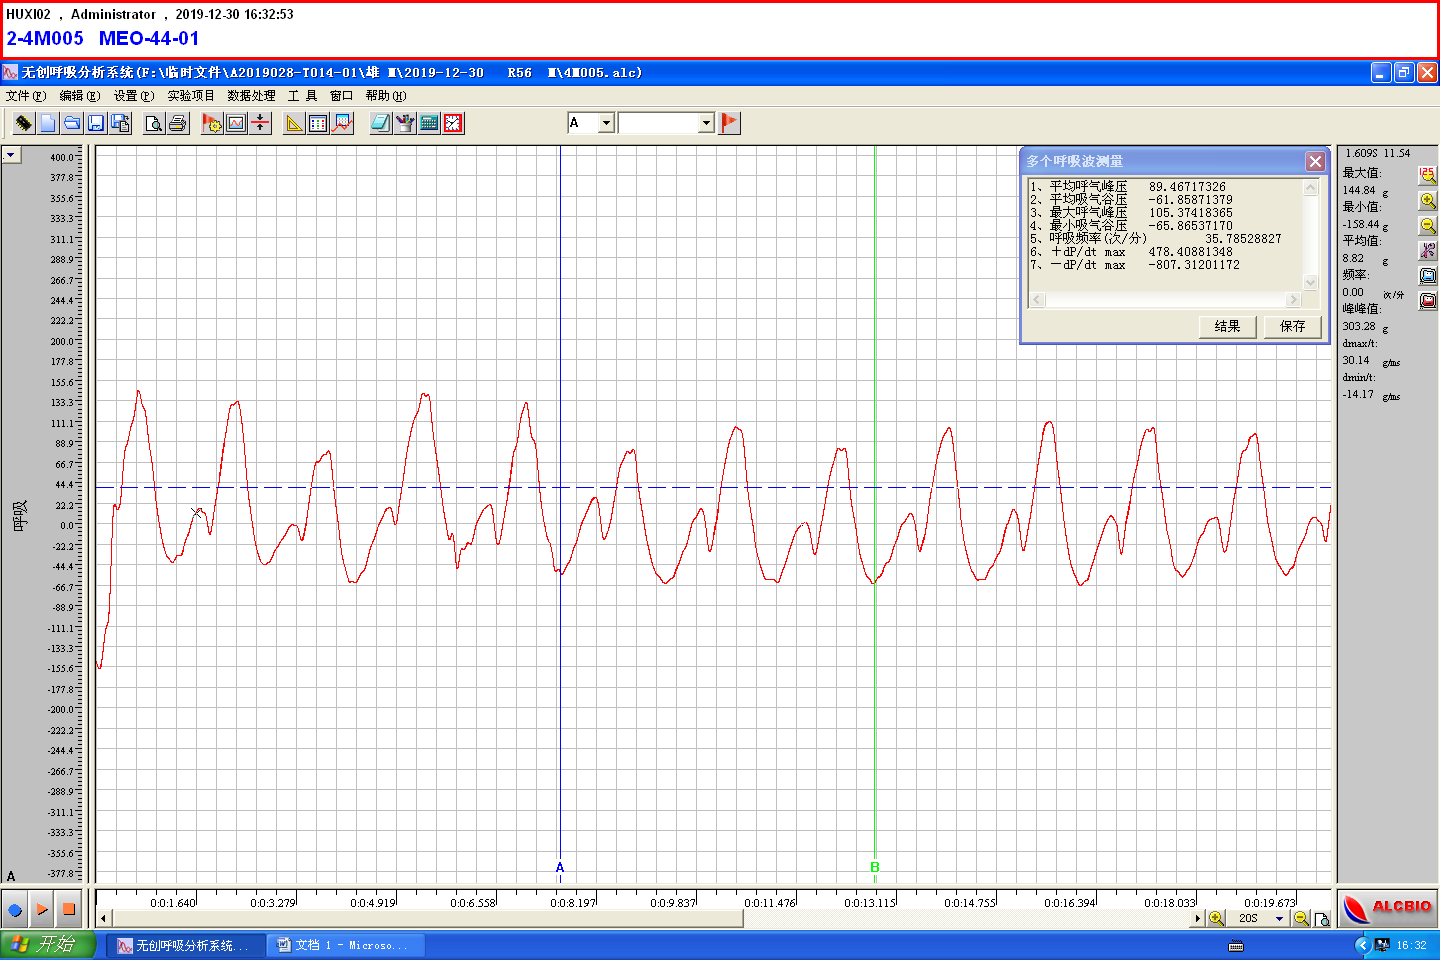 HUXI02 , Administrator , 2019-12-30 16:32:53
2-4M005 MEO-44-01
无创呼吸分析系统(F:\临时文件\A2019028-T014-01\雄 M\2019-12-30 R56 M\4M005.alc)
文件(F) 编辑(E) 设置(P) 实验项目 数据处理 工 具 窗口 帮助(H)
A
400.0
377.8
355.6
333.3
311.1
288.9
266.7
244.4
222.2
200.0
177.8
155.6
133.3
111.1
88.9
66.7
44.4
22.2
0.0
-22.2
-44.4
-66.7
-88.9
-111.1
-133.3
-155.6
-177.8
-200.0
-222.2
-244.4
-266.7
-288.9
-311.1
-333.3
-355.6
-377.8
呼吸
A
多个呼吸波测量
1、平均呼气峰压 89.46717326
2、平均吸气谷压 -61.85871379
3、最大呼气峰压 105.37418365
4、最小吸气谷压 -65.86537170
5、呼吸频率(次/分) 35.78528827
6、＋dP/dt max 478.40881348
7、－dP/dt max -807.31201172
结果 保存
1.609S 11.54
最大值:
144.84 g
最小值:
-158.44 g
平均值:
8.82 g
频率:
0.00 次/分
峰峰值:
303.28 g
dmax/t:
30.14 g/ms
dmin/t:
-14.17 g/ms
125
A B
0:0:1.640 0:0:3.279 0:0:4.919 0:0:6.558 0:0:8.197 0:0:9.837 0:0:11.476 0:0:13.115 0:0:14.755 0:0:16.394 0:0:18.033 0:0:19.673
20S
ALCBIO
开始 无创呼吸分析系统... 文档 1 - Microso... 16:32